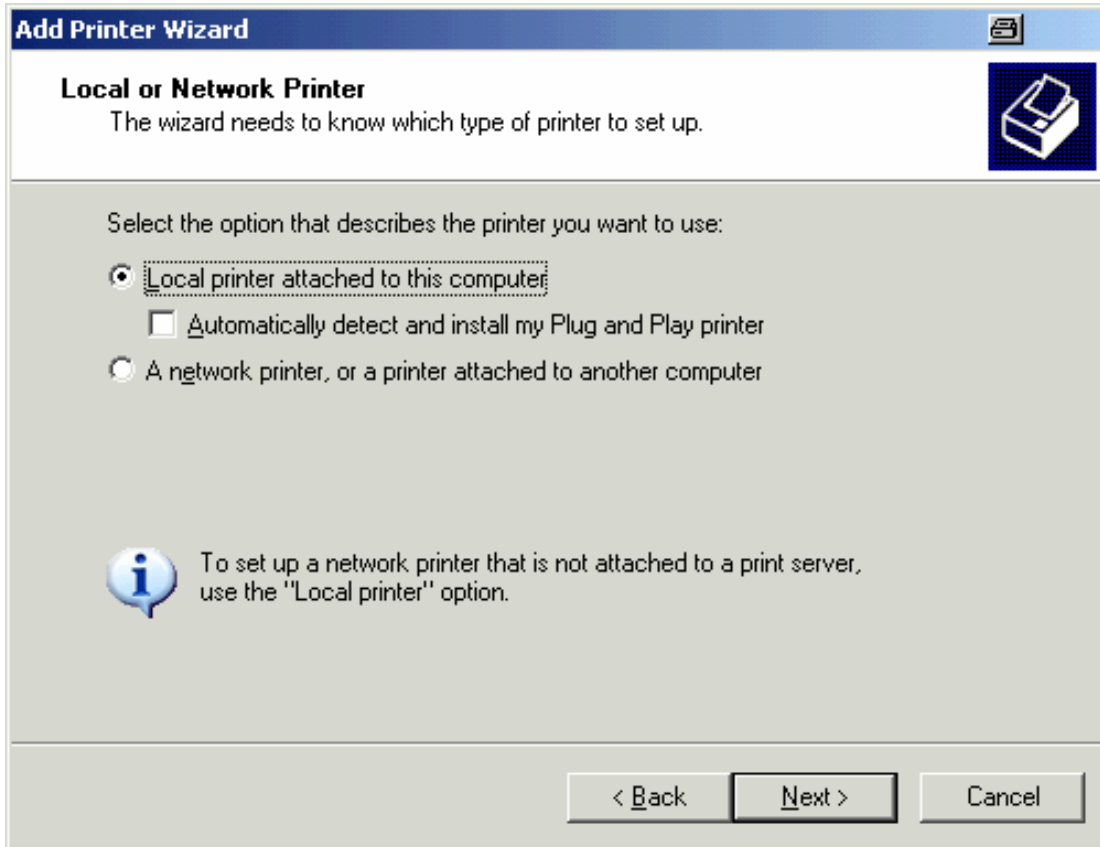 Add Printer Wizard
Local or Network Printer
The wizard needs to know which type of printer to set up.
Select the option that describes the printer you want to use:
Local printer attached to this computer
Automatically detect and install my Plug and Play printer
A network printer, or a printer attached to another computer
To set up a network printer that is not attached to a print server,
use the "Local printer" option.
< Back
Next >
Cancel